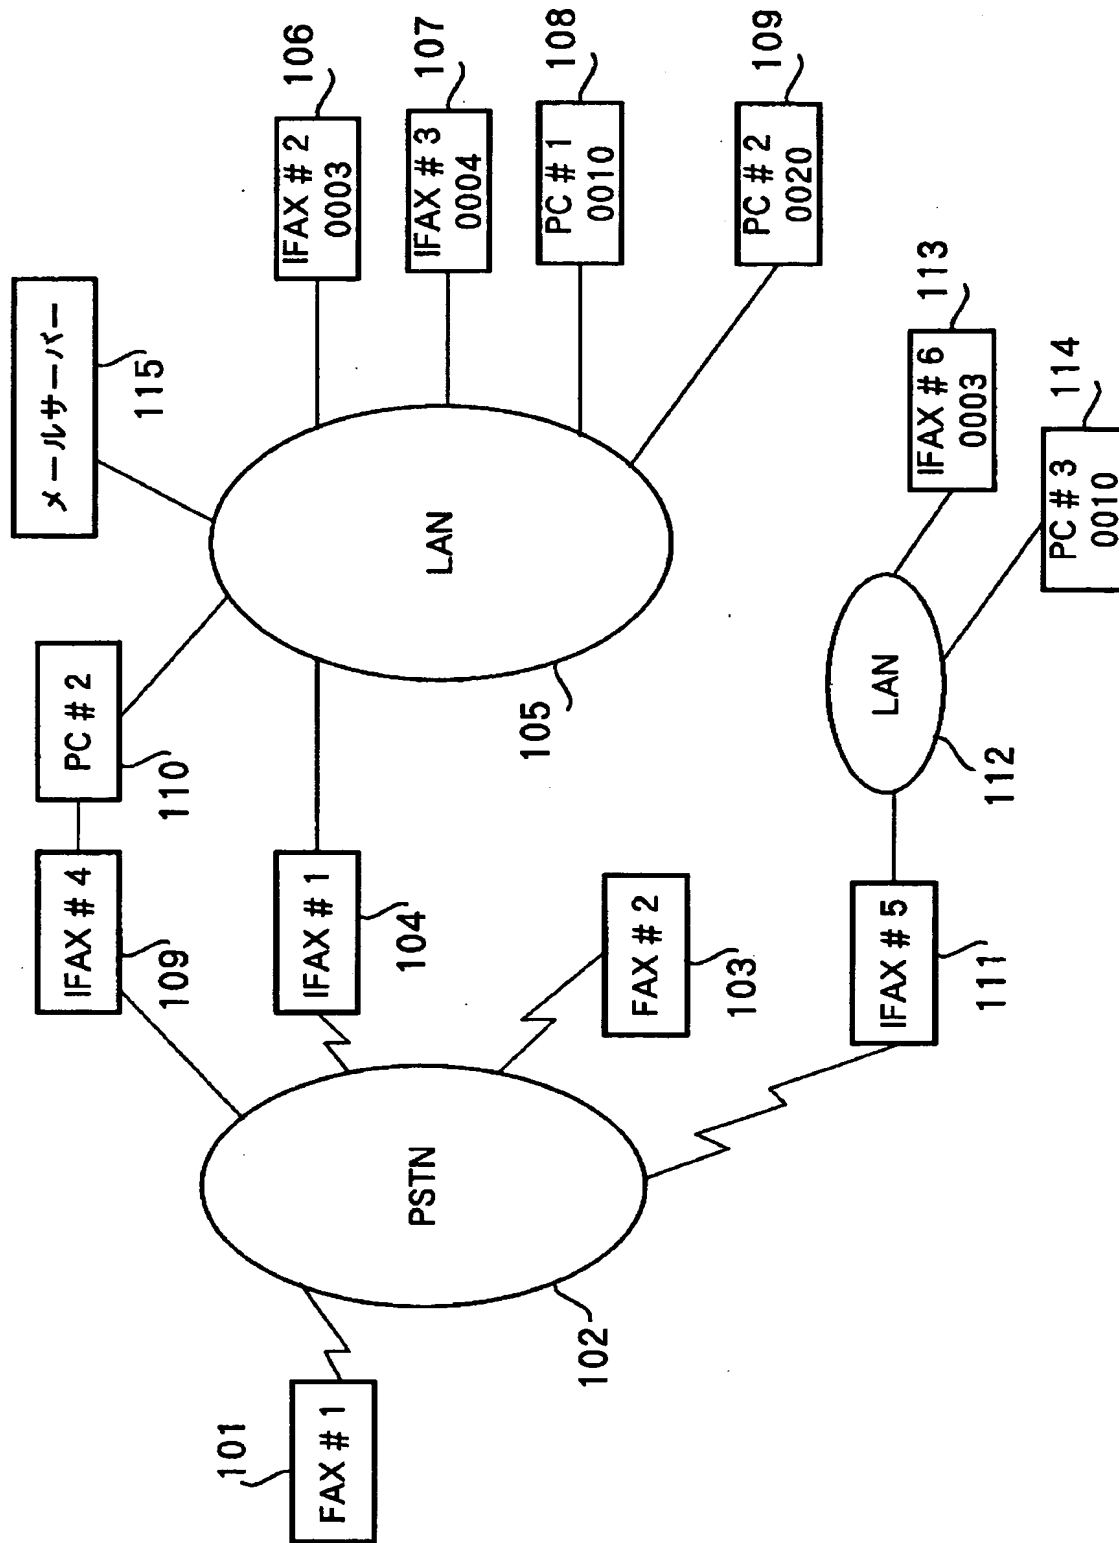 メールサーバー
115
IFAX # 2
0003
106
IFAX # 3
0004
107
PC # 1
0010
108
PC # 2
0020
109
LAN
105
PC # 2
110
IFAX # 4
109
IFAX # 1
104
FAX # 2
103
PSTN
102
FAX # 1
101
IFAX # 5
111
LAN
112
IFAX # 6
0003
113
PC # 3
0010
114